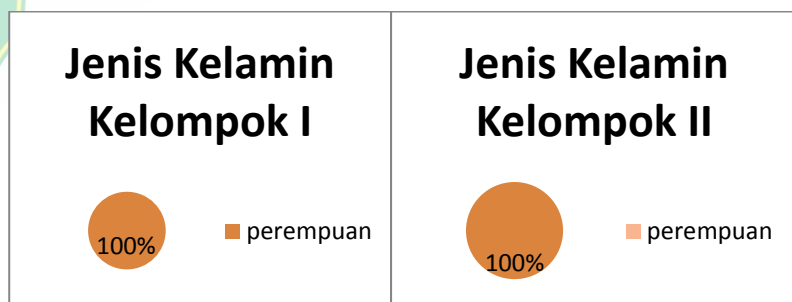 Jenis Kelamin
Kelompok I
100%
perempuan
Jenis Kelamin
Kelompok II
100%
perempuan